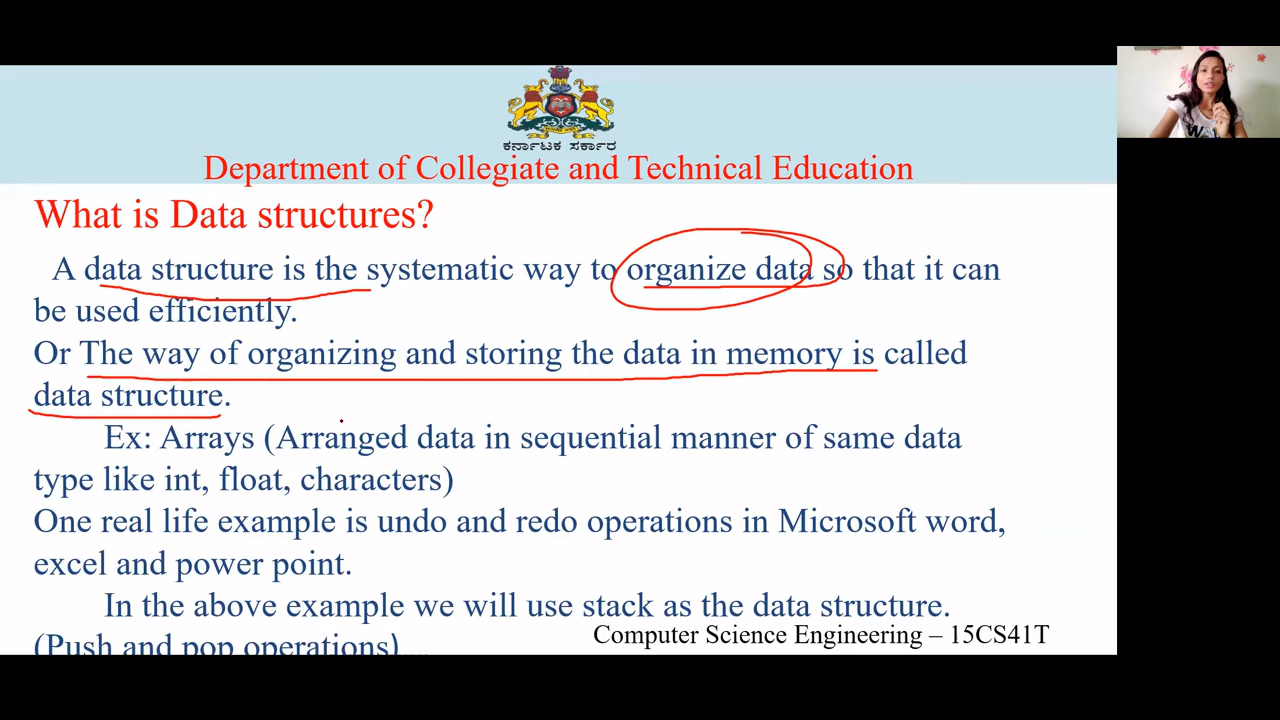 ಕರ್ನಾಟಕ ಸರ್ಕಾರ
Department of Collegiate and Technical Education
What is Data structures?
A data structure is the systematic way to organize data so that it can
be used efficiently.
Or The way of organizing and storing the data in memory is called
data structure.
Ex: Arrays (Arranged data in sequential manner of same data
type like int, float, characters)
One real life example is undo and redo operations in Microsoft word,
excel and power point.
In the above example we will use stack as the data structure.
(Push and pop operations)....
Computer Science Engineering – 15CS41T